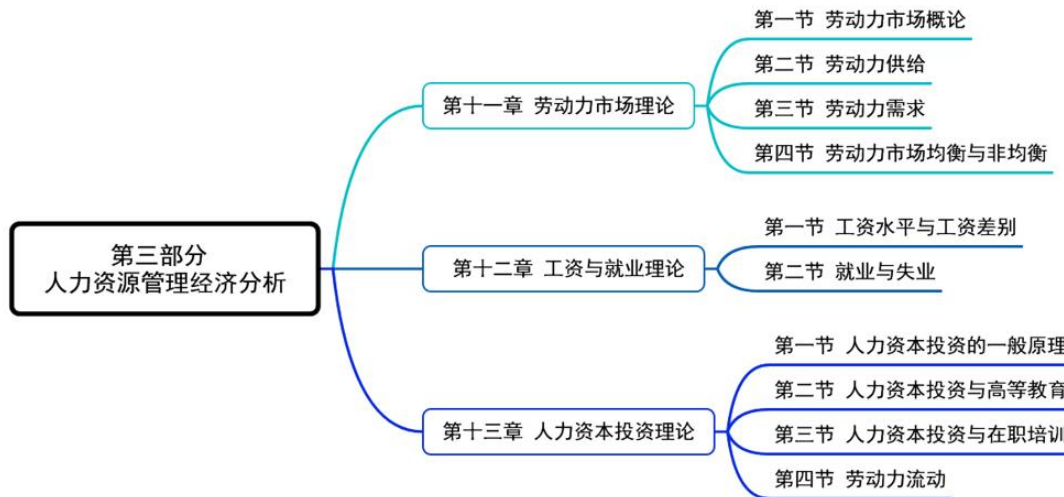 第三部分
人力资源管理经济分析
第十一章 劳动力市场理论
第一节 劳动力市场概论
第二节 劳动力供给
第三节 劳动力需求
第四节 劳动力市场均衡与非均衡
第十二章 工资与就业理论
第一节 工资水平与工资差别
第二节 就业与失业
第十三章 人力资本投资理论
第一节 人力资本投资的一般原理
第二节 人力资本投资与高等教育
第三节 人力资本投资与在职培训
第四节 劳动力流动